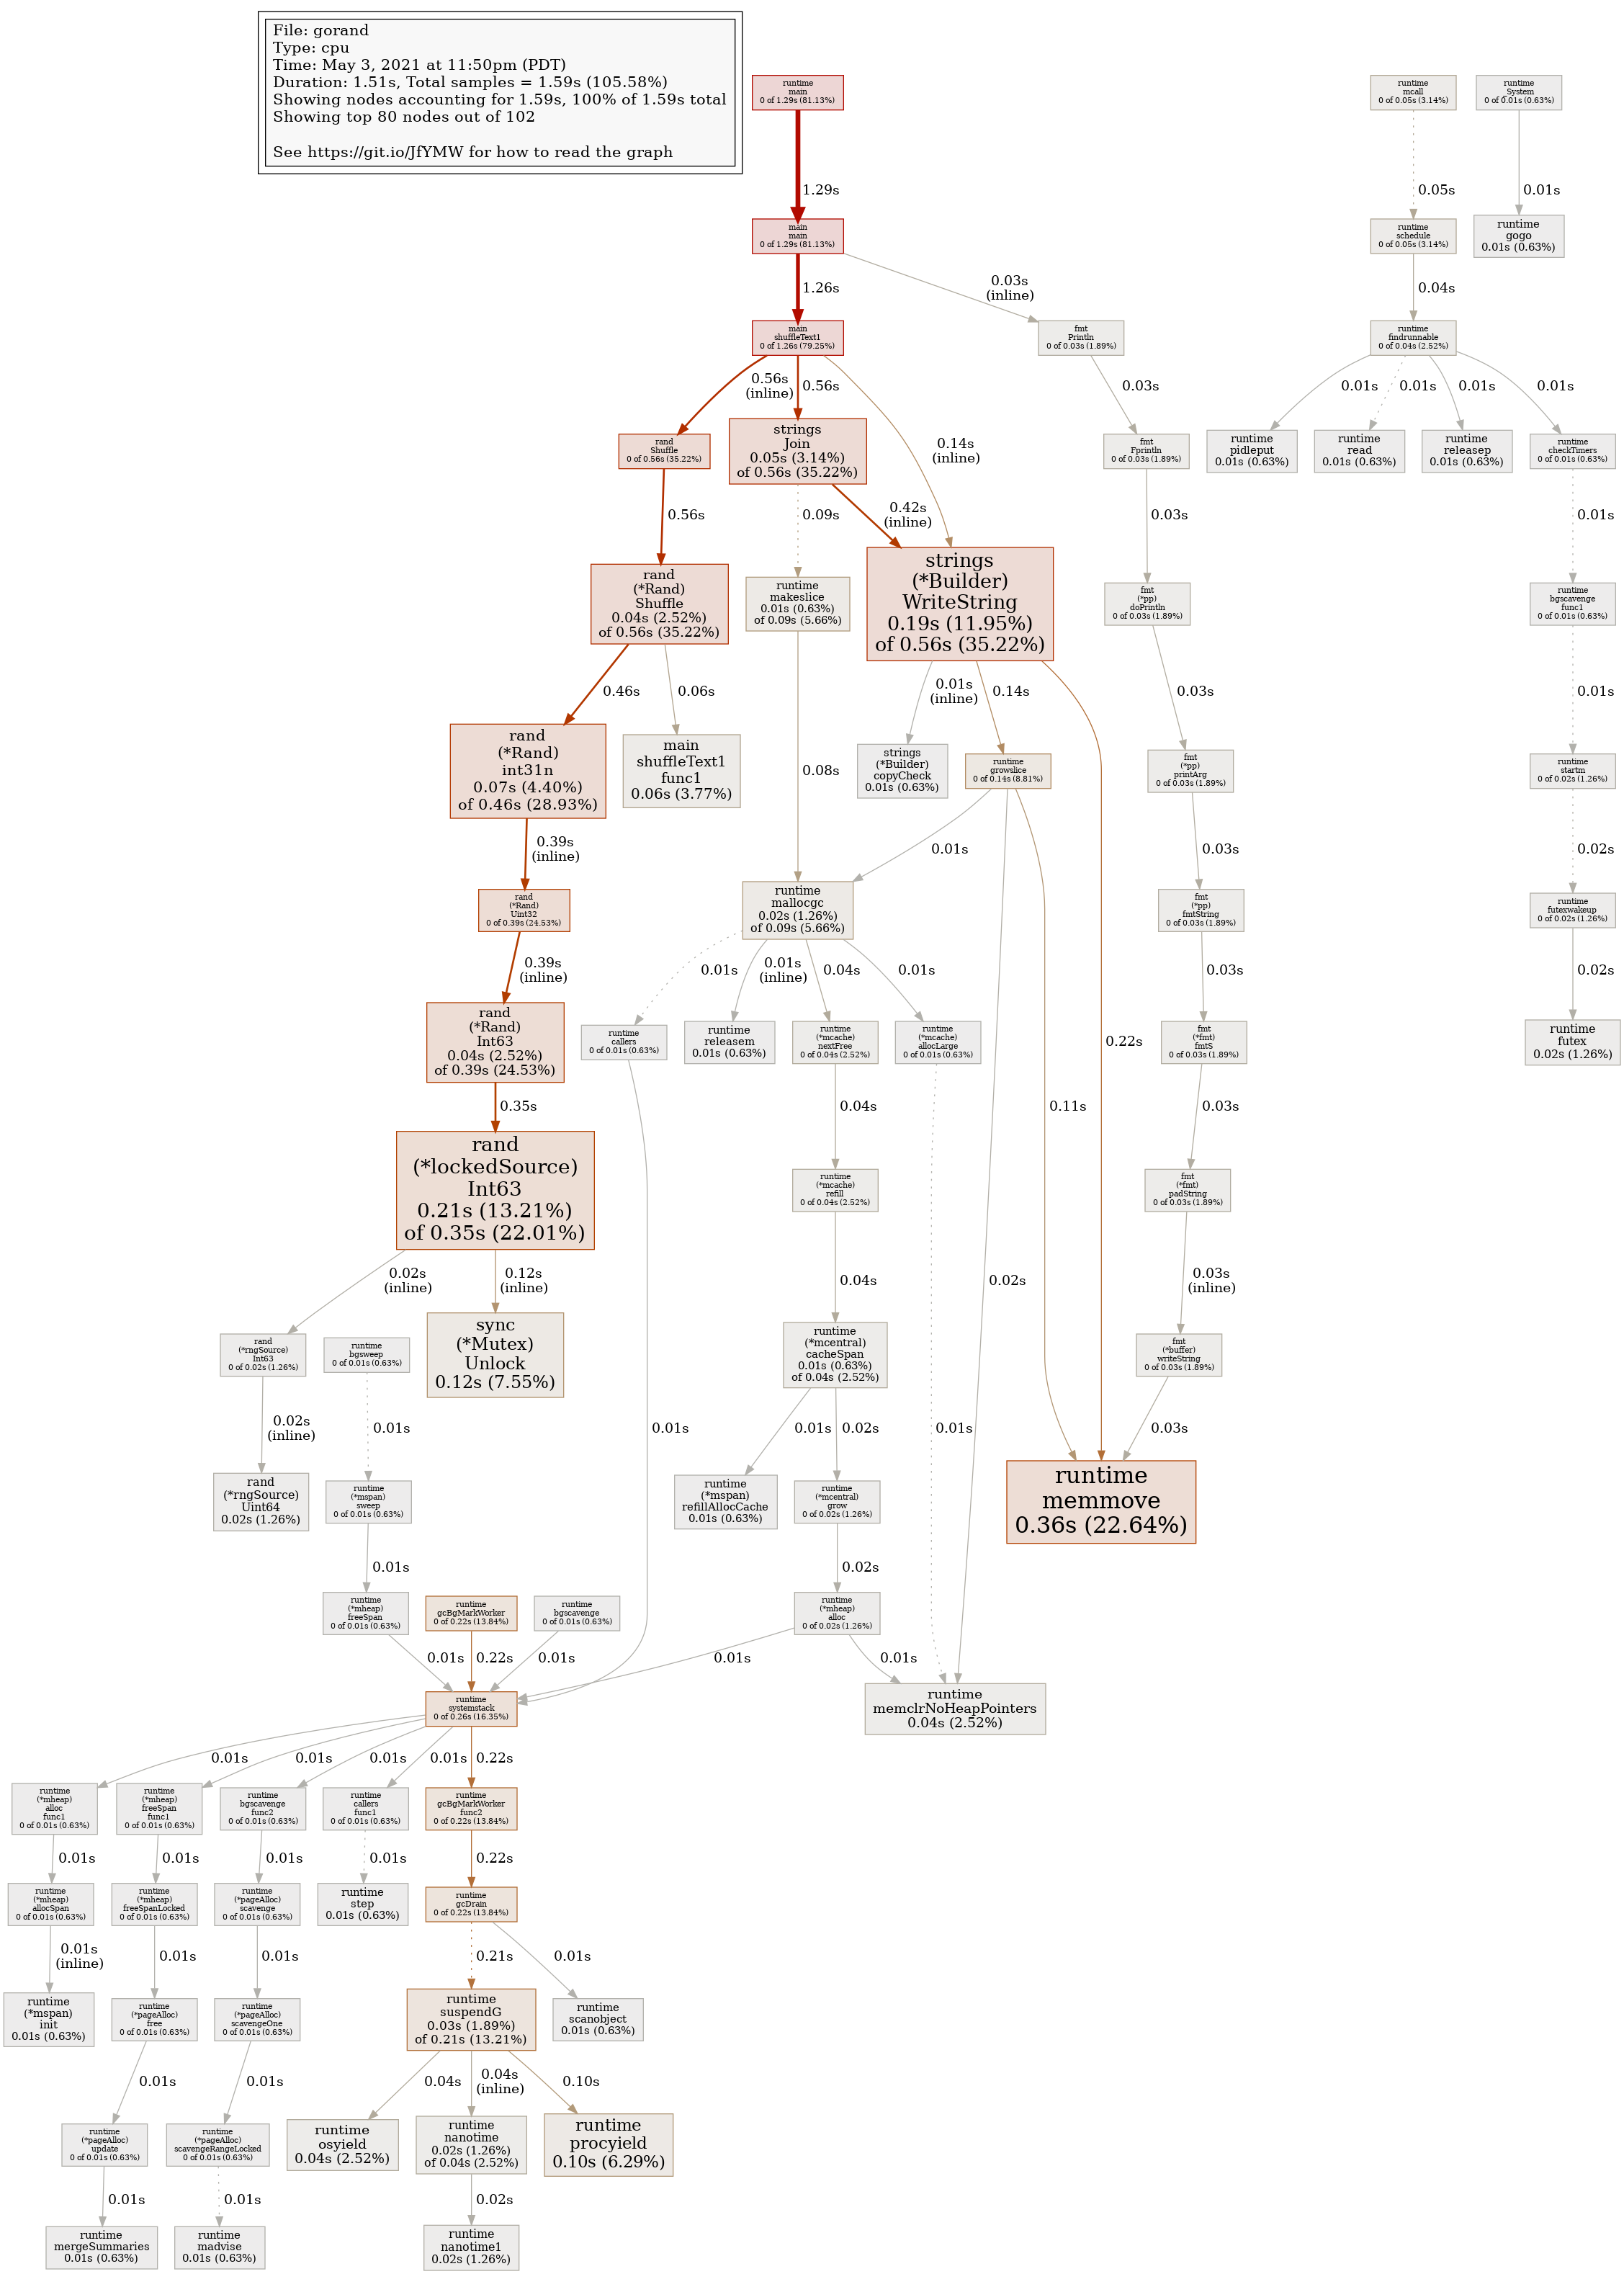 File: gorand
Type: cpu
Time: May 3, 2021 at 11:50pm (PDT)
Duration: 1.51s, Total samples = 1.59s (105.58%)
Showing nodes accounting for 1.59s, 100% of 1.59s total
Showing top 80 nodes out of 102
See https://git.io/JfYMW for how to read the graph
runtime
main
0 of 1.29s (81.13%)
runtime
mcall
0 of 0.05s (3.14%)
runtime
_System
0 of 0.01s (0.63%)
1.29s
0.05s
0.01s
main
main
0 of 1.29s (81.13%)
runtime
schedule
0 of 0.05s (3.14%)
runtime
gogo
0.01s (0.63%)
1.26s
0.03s
(inline)
0.04s
main
shuffleText1
0 of 1.26s (79.25%)
fmt
Println
0 of 0.03s (1.89%)
runtime
findrunnable
0 of 0.04s (2.52%)
0.56s
(inline)
0.56s
0.14s
(inline)
0.03s
0.01s
0.01s
0.01s
0.01s
rand
Shuffle
0 of 0.56s (35.22%)
strings
Join
0.05s (3.14%)
of 0.56s (35.22%)
fmt
Fprintln
0 of 0.03s (1.89%)
runtime
pidleput
0.01s (0.63%)
runtime
read
0.01s (0.63%)
runtime
releasep
0.01s (0.63%)
runtime
checkTimers
0 of 0.01s (0.63%)
0.56s
0.09s
0.42s
(inline)
0.03s
0.01s
rand
(*Rand)
Shuffle
0.04s (2.52%)
of 0.56s (35.22%)
runtime
makeslice
0.01s (0.63%)
of 0.09s (5.66%)
strings
(*Builder)
WriteString
0.19s (11.95%)
of 0.56s (35.22%)
fmt
(*pp)
doPrintln
0 of 0.03s (1.89%)
runtime
bgscavenge
func1
0 of 0.01s (0.63%)
0.46s
0.06s
0.08s
0.01s
(inline)
0.14s
0.22s
0.03s
0.01s
rand
(*Rand)
int31n
0.07s (4.40%)
of 0.46s (28.93%)
main
shuffleText1
func1
0.06s (3.77%)
strings
(*Builder)
copyCheck
0.01s (0.63%)
runtime
growslice
0 of 0.14s (8.81%)
fmt
(*pp)
printArg
0 of 0.03s (1.89%)
runtime
startm
0 of 0.02s (1.26%)
0.39s
(inline)
0.01s
0.11s
0.02s
0.03s
0.02s
rand
(*Rand)
Uint32
0 of 0.39s (24.53%)
runtime
mallocgc
0.02s (1.26%)
of 0.09s (5.66%)
fmt
(*pp)
fmtString
0 of 0.03s (1.89%)
runtime
futexwakeup
0 of 0.02s (1.26%)
0.39s
(inline)
0.01s
0.01s
(inline)
0.04s
0.01s
0.03s
0.02s
rand
(*Rand)
Int63
0.04s (2.52%)
of 0.39s (24.53%)
runtime
callers
0 of 0.01s (0.63%)
runtime
releasem
0.01s (0.63%)
runtime
(*mcache)
nextFree
0 of 0.04s (2.52%)
runtime
(*mcache)
allocLarge
0 of 0.01s (0.63%)
fmt
(*fmt)
fmtS
0 of 0.03s (1.89%)
runtime
futex
0.02s (1.26%)
0.35s
0.04s
0.03s
rand
(*lockedSource)
Int63
0.21s (13.21%)
of 0.35s (22.01%)
runtime
(*mcache)
refill
0 of 0.04s (2.52%)
fmt
(*fmt)
padString
0 of 0.03s (1.89%)
0.02s
(inline)
0.12s
(inline)
0.01s
0.04s
0.01s
0.03s
(inline)
rand
(*rngSource)
Int63
0 of 0.02s (1.26%)
runtime
bgsweep
0 of 0.01s (0.63%)
sync
(*Mutex)
Unlock
0.12s (7.55%)
runtime
(*mcentral)
cacheSpan
0.01s (0.63%)
of 0.04s (2.52%)
fmt
(*buffer)
writeString
0 of 0.03s (1.89%)
0.02s
(inline)
0.01s
0.01s
0.02s
0.03s
rand
(*rngSource)
Uint64
0.02s (1.26%)
runtime
(*mspan)
sweep
0 of 0.01s (0.63%)
runtime
(*mspan)
refillAllocCache
0.01s (0.63%)
runtime
(*mcentral)
grow
0 of 0.02s (1.26%)
runtime
memmove
0.36s (22.64%)
0.01s
0.02s
runtime
(*mheap)
freeSpan
0 of 0.01s (0.63%)
runtime
gcBgMarkWorker
0 of 0.22s (13.84%)
runtime
bgscavenge
0 of 0.01s (0.63%)
runtime
(*mheap)
alloc
0 of 0.02s (1.26%)
0.01s
0.22s
0.01s
0.01s
0.01s
runtime
systemstack
0 of 0.26s (16.35%)
runtime
memclrNoHeapPointers
0.04s (2.52%)
0.01s
0.01s
0.01s
0.01s
0.22s
runtime
(*mheap)
alloc
func1
0 of 0.01s (0.63%)
runtime
(*mheap)
freeSpan
func1
0 of 0.01s (0.63%)
runtime
bgscavenge
func2
0 of 0.01s (0.63%)
runtime
callers
func1
0 of 0.01s (0.63%)
runtime
gcBgMarkWorker
func2
0 of 0.22s (13.84%)
0.01s
0.01s
0.01s
0.01s
0.22s
runtime
(*mheap)
allocSpan
0 of 0.01s (0.63%)
runtime
(*mheap)
freeSpanLocked
0 of 0.01s (0.63%)
runtime
(*pageAlloc)
scavenge
0 of 0.01s (0.63%)
runtime
step
0.01s (0.63%)
runtime
gcDrain
0 of 0.22s (13.84%)
0.01s
(inline)
0.01s
0.01s
0.21s
0.01s
runtime
(*mspan)
init
0.01s (0.63%)
runtime
(*pageAlloc)
free
0 of 0.01s (0.63%)
runtime
(*pageAlloc)
scavengeOne
0 of 0.01s (0.63%)
runtime
suspendG
0.03s (1.89%)
of 0.21s (13.21%)
runtime
scanobject
0.01s (0.63%)
0.01s
0.01s
0.04s
0.04s
(inline)
0.10s
runtime
(*pageAlloc)
update
0 of 0.01s (0.63%)
runtime
(*pageAlloc)
scavengeRangeLocked
0 of 0.01s (0.63%)
runtime
osyield
0.04s (2.52%)
runtime
nanotime
0.02s (1.26%)
of 0.04s (2.52%)
runtime
procyield
0.10s (6.29%)
0.01s
0.01s
0.02s
runtime
mergeSummaries
0.01s (0.63%)
runtime
madvise
0.01s (0.63%)
runtime
nanotime1
0.02s (1.26%)